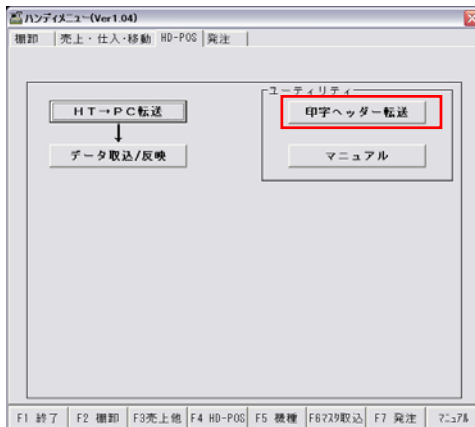 ハンディメニュー(Ver1.04)
棚卸 売上・仕入・移動 HD-POS 発注
ユーティリティ
HT→PC転送 印字ヘッダー転送
データ取込/反映 マニュアル
F1 終了 F2 棚卸 F3売上他 F4 HD-POS F5 機種 F6マスタ取込 F7 発注 マニュアル